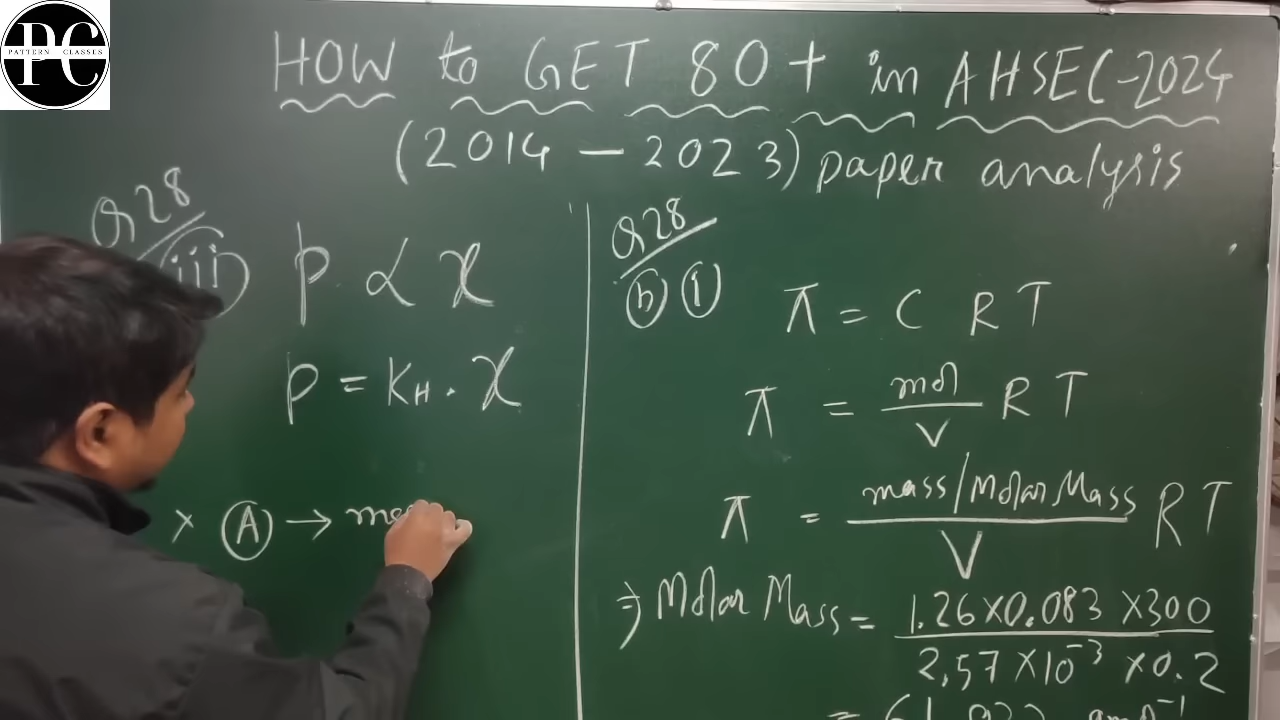 PC
PATTERN CLASSES
HOW to GET 80+ in AHSEC-2024
(2014 — 2023) paper analysis
Q28
iii
p ∝ x
p = KH . x
× A →
Q28
b i
π = C R T
π = mol/V R T
π = mass/Molar Mass / V R T
⇒ Molar Mass = 1.26×0.083 ×300 / 2.57×10⁻³ ×0.2